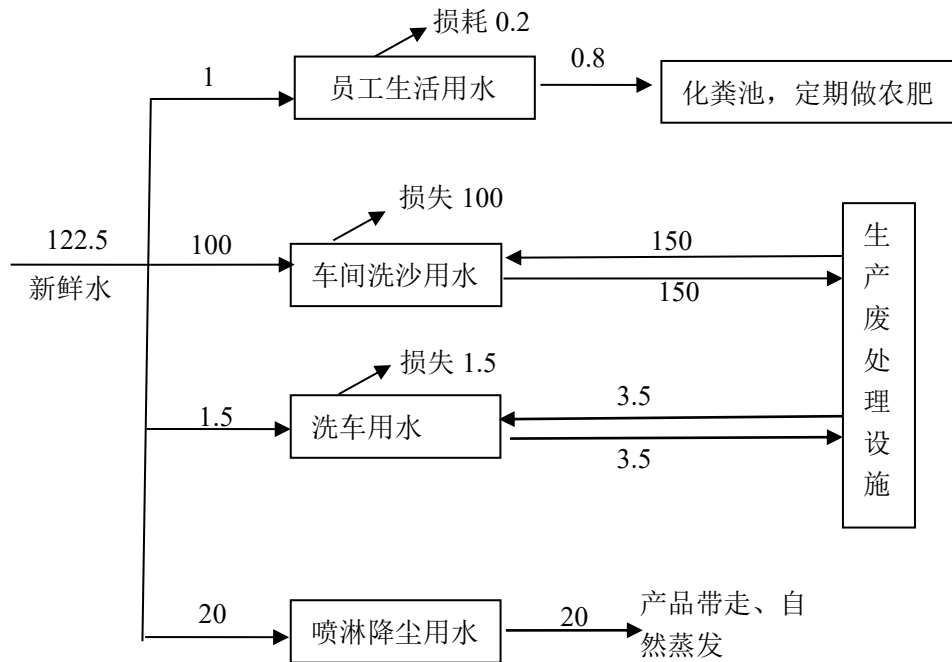 损耗 0.2
1
员工生活用水
0.8
化粪池，定期做农肥
损失 100
122.5
新鲜水
100
车间洗沙用水
150
150
生产废处理设施
损失 1.5
1.5
洗车用水
3.5
3.5
20
喷淋降尘用水
20
产品带走、自
然蒸发